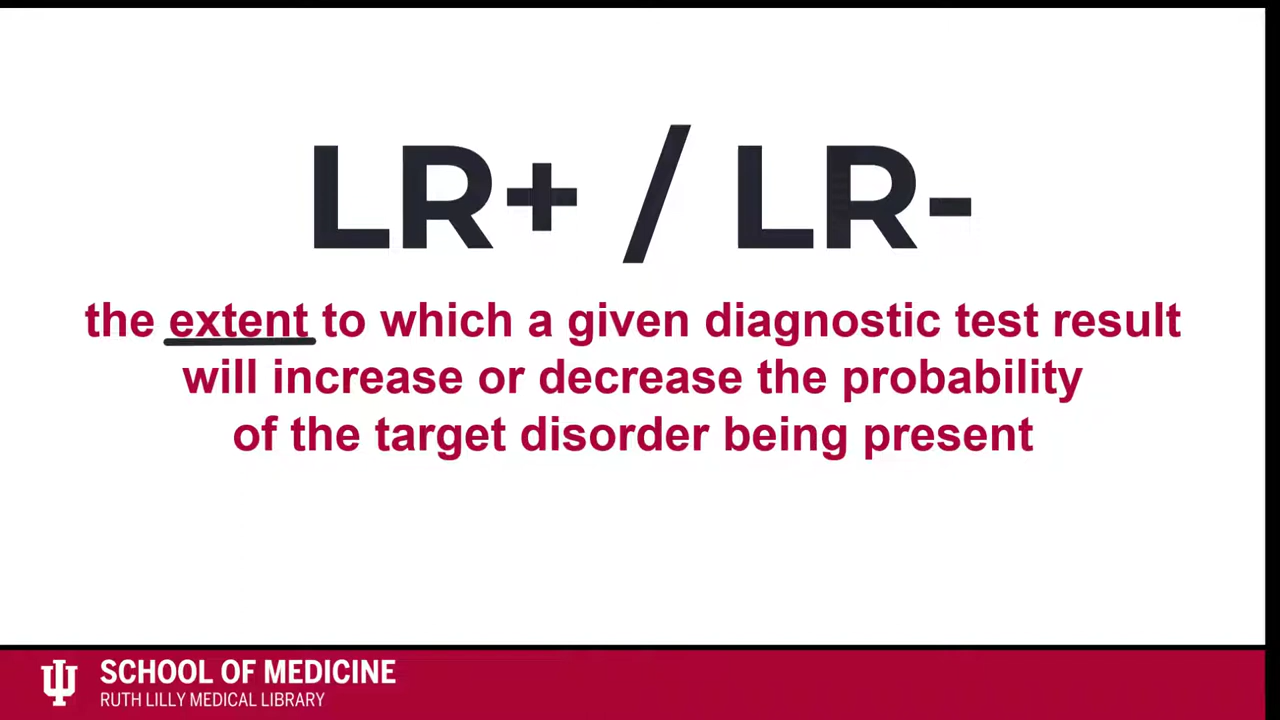 LR+ / LR-
the extent to which a given diagnostic test result
will increase or decrease the probability
of the target disorder being present
SCHOOL OF MEDICINE
RUTH LILLY MEDICAL LIBRARY